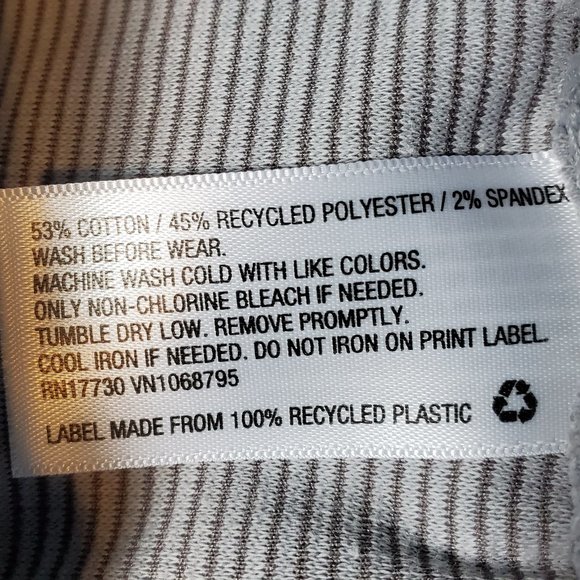 53% COTTON / 45% RECYCLED POLYESTER / 2% SPANDEX
WASH BEFORE WEAR.
MACHINE WASH COLD WITH LIKE COLORS.
ONLY NON-CHLORINE BLEACH IF NEEDED.
TUMBLE DRY LOW. REMOVE PROMPTLY.
COOL IRON IF NEEDED. DO NOT IRON ON PRINT LABEL.
RN17730 VN1068795
LABEL MADE FROM 100% RECYCLED PLASTIC